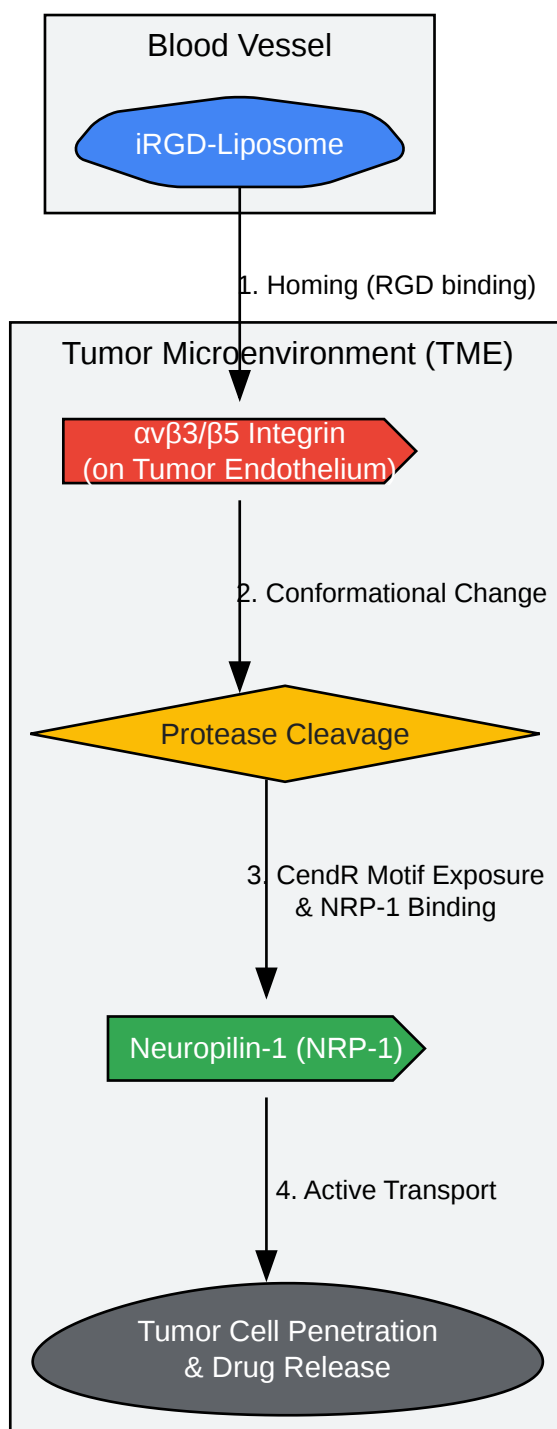 Blood Vessel
iRGD-Liposome
1. Homing (RGD binding)
Tumor Microenvironment (TME)
αvβ3/β5 Integrin
(on Tumor Endothelium)
2. Conformational Change
Protease Cleavage
3. CendR Motif Exposure
& NRP-1 Binding
Neuropilin-1 (NRP-1)
4. Active Transport
Tumor Cell Penetration
& Drug Release